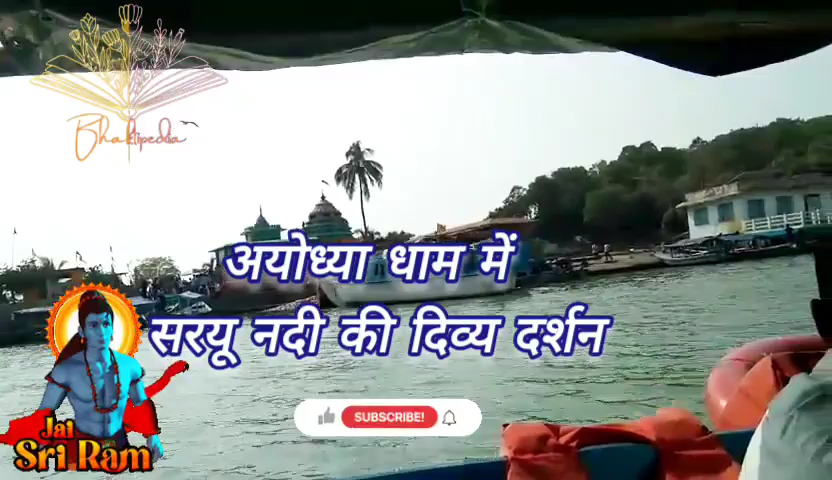 Bhaktipedia
अयोध्या धाम में
सरयू नदी की दिव्य दर्शन
SUBSCRIBE!
Jai
Sri Ram